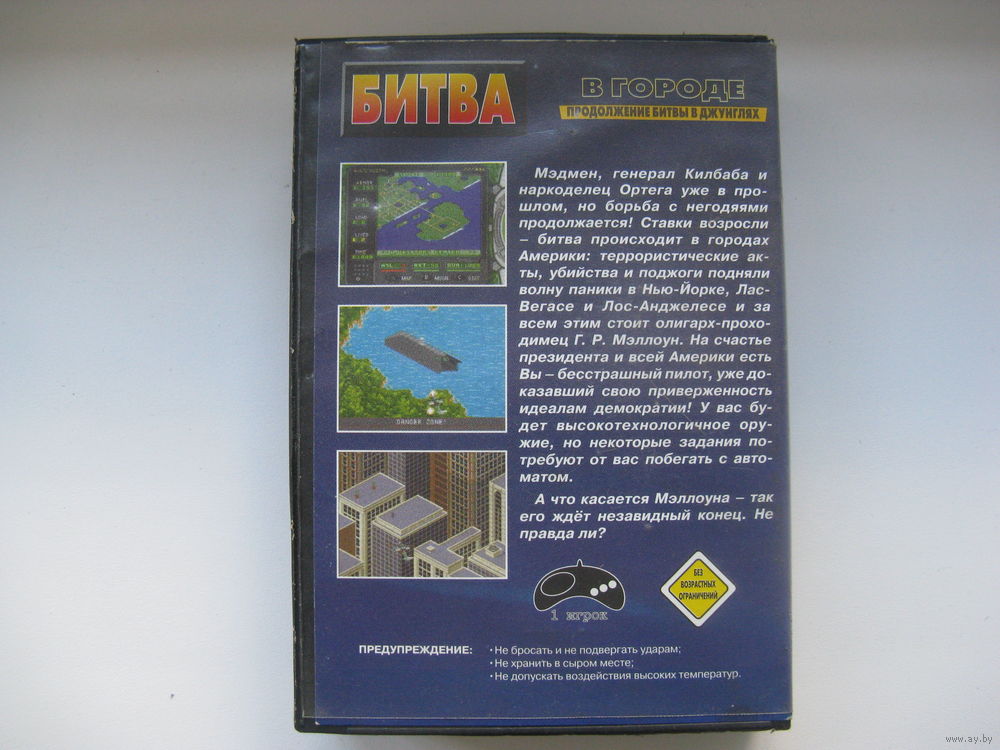 БИТВА
В ГОРОДЕ
ПРОДОЛЖЕНИЕ БИТВЫ В ДЖУНГЛЯХ
Мэдмен, генерал Килбаба и
наркоделец Ортега уже в про-
шлом, но борьба с негодяями
продолжается! Ставки возросли
– битва происходит в городах
Америки: террористические ак-
ты, убийства и поджоги подняли
волну паники в Нью-Йорке, Лас-
Вегасе и Лос-Анджелесе и за
всем этим стоит олигарх-прохо-
димец Г. Р. Мэллоун. На счастье
президента и всей Америки есть
Вы – бесстрашный пилот, уже до-
казавший свою приверженность
идеалам демократии! У вас бу-
дет высокотехнологичное ору-
жие, но некоторые задания по-
требуют от вас побегать с авто-
матом.
А что касается Мэллоуна – так
его ждёт незавидный конец. Не
правда ли?
DANGER ZONE!
1 игрок
БЕЗ
ВОЗРАСТНЫХ
ОГРАНИЧЕНИЙ
ПРЕДУПРЕЖДЕНИЕ:
• Не бросать и не подвергать ударам;
• Не хранить в сыром месте;
• Не допускать воздействия высоких температур.
www.ay.by